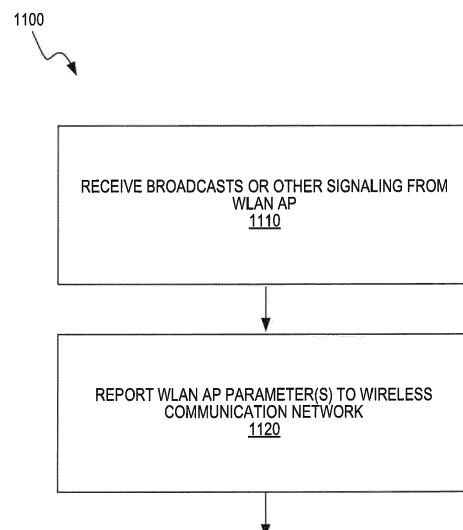 1100
RECEIVE BROADCASTS OR OTHER SIGNALING FROM
WLAN AP
1110
REPORT WLAN AP PARAMETER(S) TO WIRELESS
COMMUNICATION NETWORK
1120